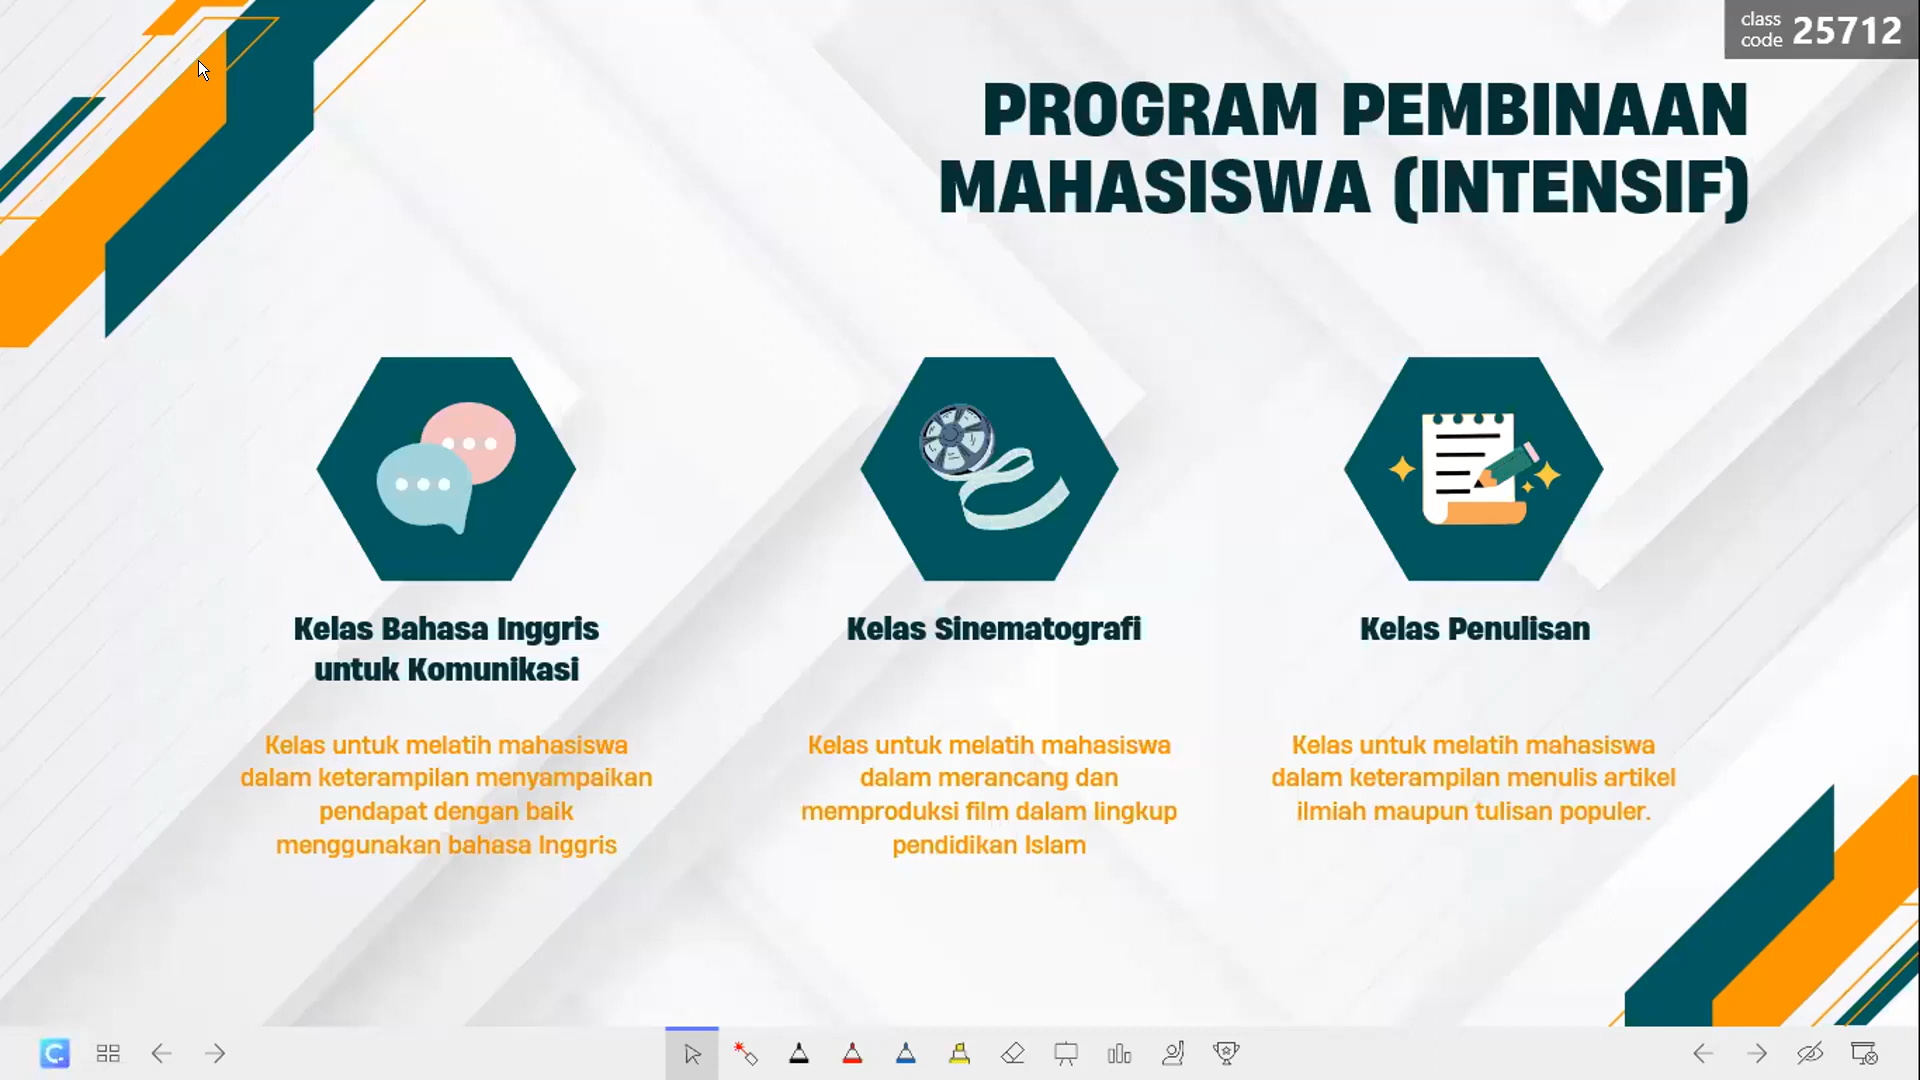 class
code 25712
PROGRAM PEMBINAAN
MAHASISWA (INTENSIF)
Kelas Bahasa Inggris
untuk Komunikasi
Kelas untuk melatih mahasiswa
dalam keterampilan menyampaikan
pendapat dengan baik
menggunakan bahasa Inggris
Kelas Sinematografi
Kelas untuk melatih mahasiswa
dalam merancang dan
memproduksi film dalam lingkup
pendidikan Islam
Kelas Penulisan
Kelas untuk melatih mahasiswa
dalam keterampilan menulis artikel
ilmiah maupun tulisan populer.